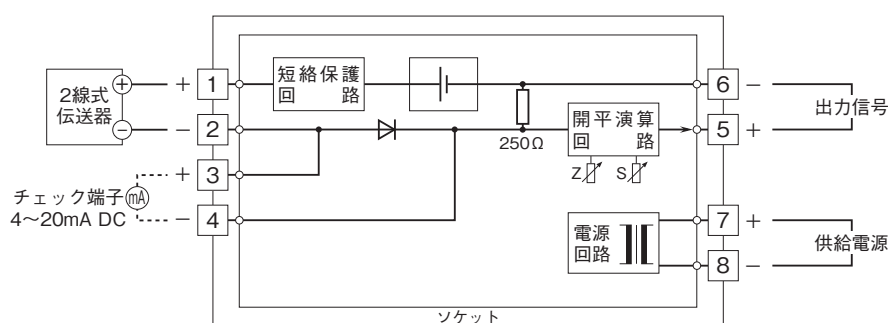 2線式
伝送器
+
−
+
−
1
2
+
−
3
4
チェック端子
4〜20mA DC
mA
短絡保護
回路
250Ω
開平演算
回路
Z
S
電源
回路
6
5
−
+
出力信号
7
8
+
−
供給電源
ソケット